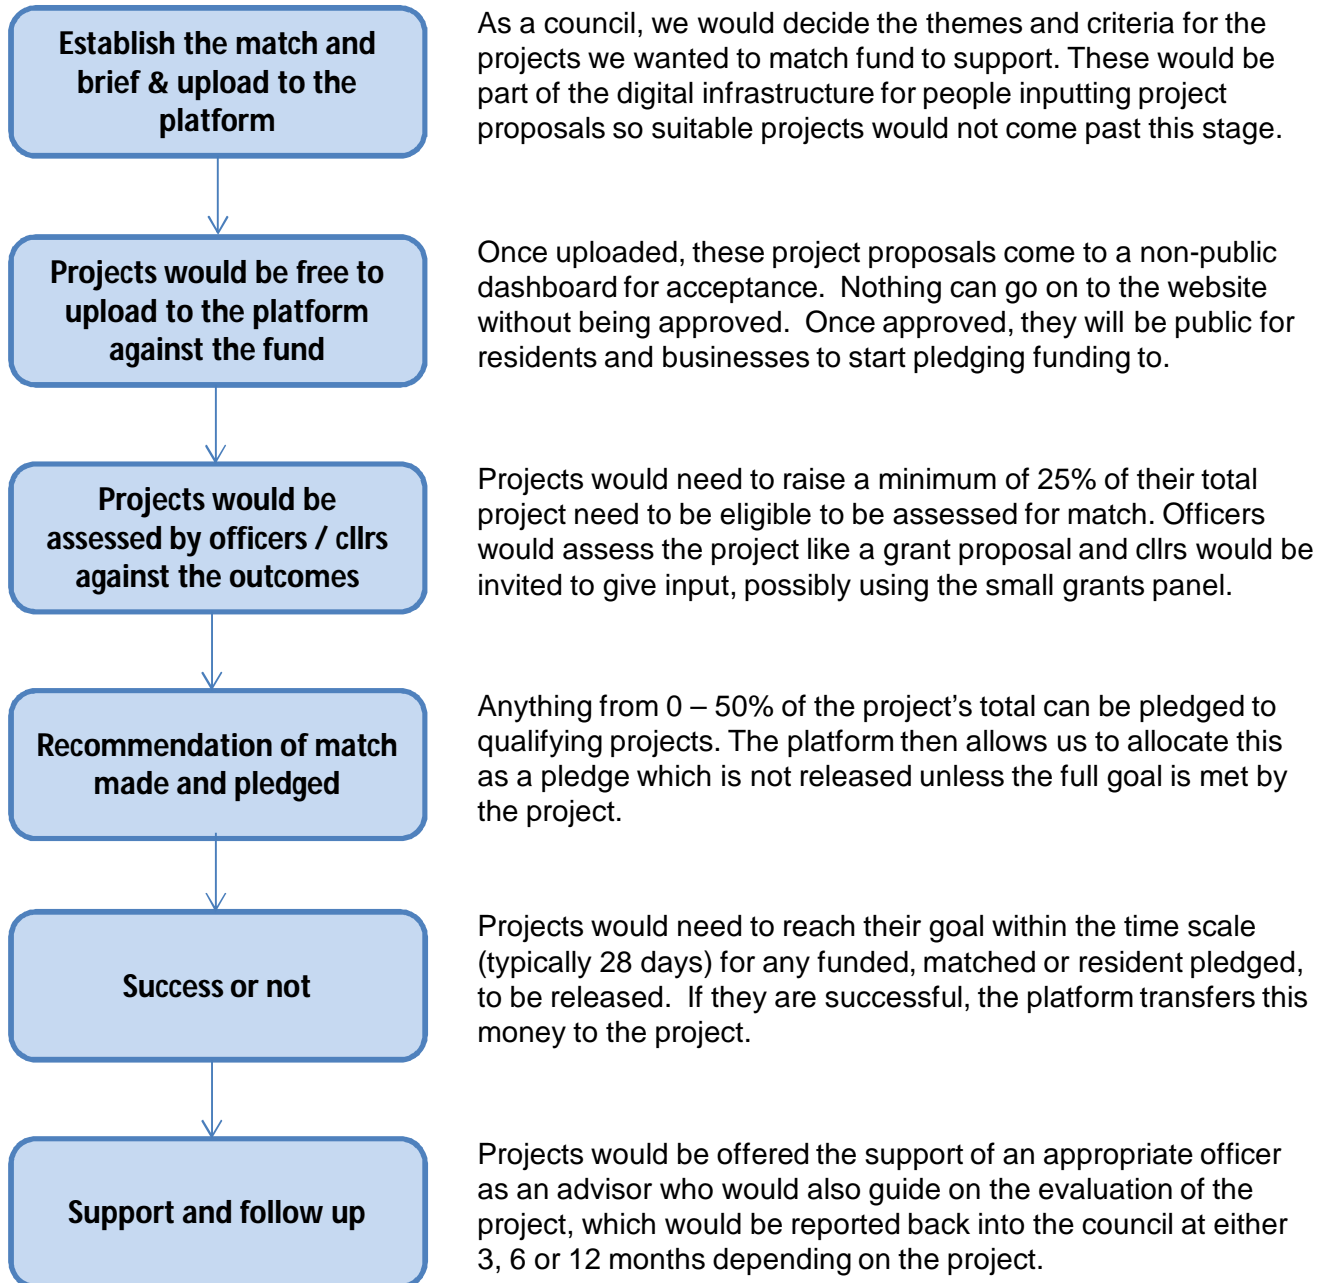 Establish the match and
brief & upload to the
platform
As a council, we would decide the themes and criteria for the
projects we wanted to match fund to support. These would be
part of the digital infrastructure for people inputting project
proposals so suitable projects would not come past this stage.
Projects would be free to
upload to the platform
against the fund
Once uploaded, these project proposals come to a non-public
dashboard for acceptance.  Nothing can go on to the website
without being approved.  Once approved, they will be public for
residents and businesses to start pledging funding to.
Projects would be
assessed by officers / cllrs
against the outcomes
Projects would need to raise a minimum of 25% of their total
project need to be eligible to be assessed for match. Officers
would assess the project like a grant proposal and cllrs would be
invited to give input, possibly using the small grants panel.
Recommendation of match
made and pledged
Anything from 0 – 50% of the project’s total can be pledged to
qualifying projects. The platform then allows us to allocate this
as a pledge which is not released unless the full goal is met by
the project.
Success or not
Projects would need to reach their goal within the time scale
(typically 28 days) for any funded, matched or resident pledged,
to be released.  If they are successful, the platform transfers this
money to the project.
Support and follow up
Projects would be offered the support of an appropriate officer
as an advisor who would also guide on the evaluation of the
project, which would be reported back into the council at either
3, 6 or 12 months depending on the project.